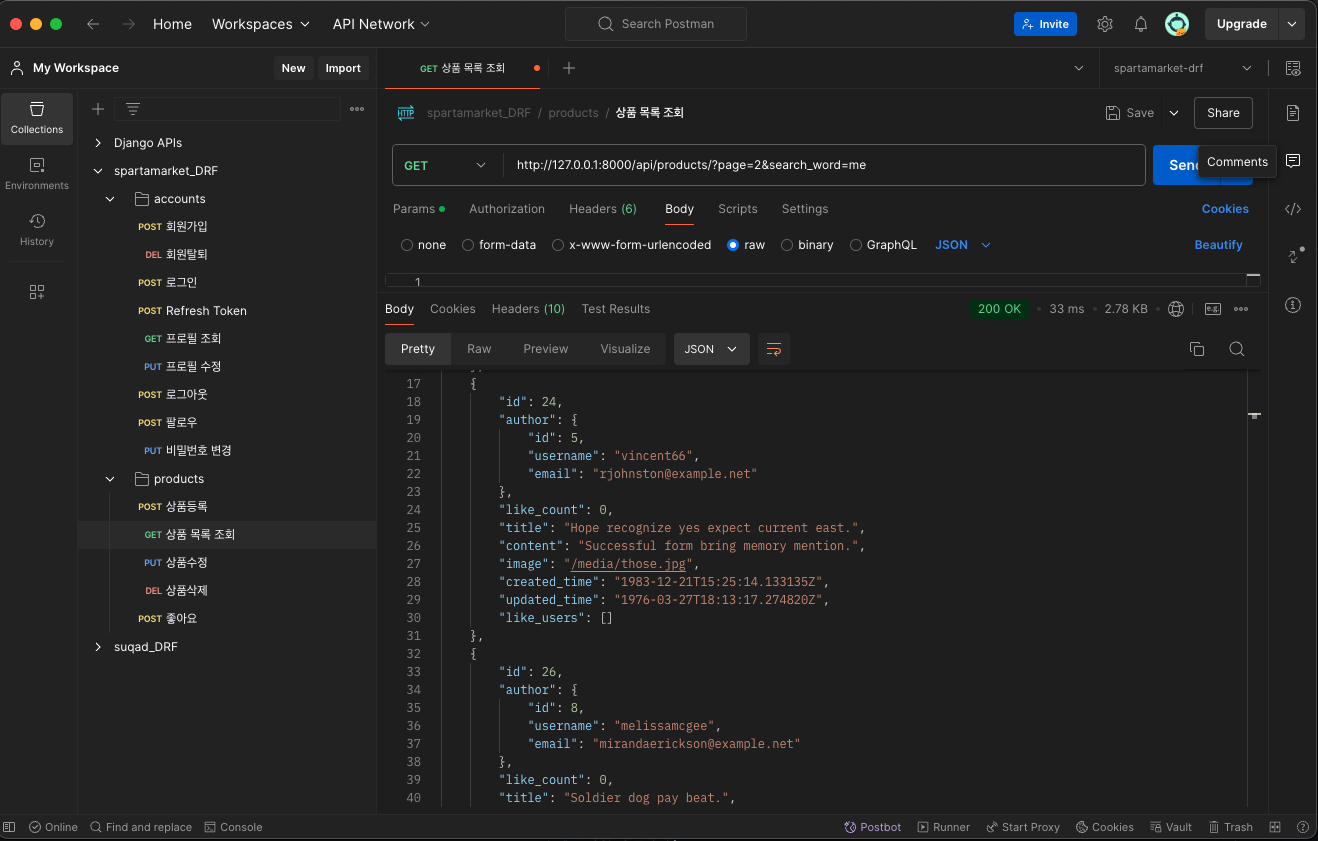 Home Workspaces API Network Search Postman Invite Upgrade
My Workspace New Import GET 상품 목록 조회 spartamarket-drf
Collections
Environments
History
Django APIs
spartamarket_DRF
accounts
POST 회원가입
DEL 회원탈퇴
POST 로그인
POST Refresh Token
GET 프로필 조회
PUT 프로필 수정
POST 로그아웃
POST 팔로우
PUT 비밀번호 변경
products
POST 상품등록
GET 상품 목록 조회
PUT 상품수정
DEL 상품삭제
POST 좋아요
suqad_DRF
HTTP spartamarket_DRF / products / 상품 목록 조회 Save Share
GET http://127.0.0.1:8000/api/products/?page=2&search_word=me Send Comments
Params Authorization Headers (6) Body Scripts Settings Cookies
none form-data x-www-form-urlencoded raw binary GraphQL JSON Beautify
1
Body Cookies Headers (10) Test Results 200 OK 33 ms 2.78 KB e.g.
Pretty Raw Preview Visualize JSON
17 {
18 "id": 24,
19 "author": {
20 "id": 5,
21 "username": "vincent66",
22 "email": "rjohnston@example.net"
23 },
24 "like_count": 0,
25 "title": "Hope recognize yes expect current east.",
26 "content": "Successful form bring memory mention.",
27 "image": "/media/those.jpg",
28 "created_time": "1983-12-21T15:25:14.133135Z",
29 "updated_time": "1976-03-27T18:13:17.274820Z",
30 "like_users": []
31 },
32 {
33 "id": 26,
34 "author": {
35 "id": 8,
36 "username": "melissamcgee",
37 "email": "mirandaerickson@example.net"
38 },
39 "like_count": 0,
40 "title": "Soldier dog pay beat.",
Online Find and replace Console Postbot Runner Start Proxy Cookies Vault Trash